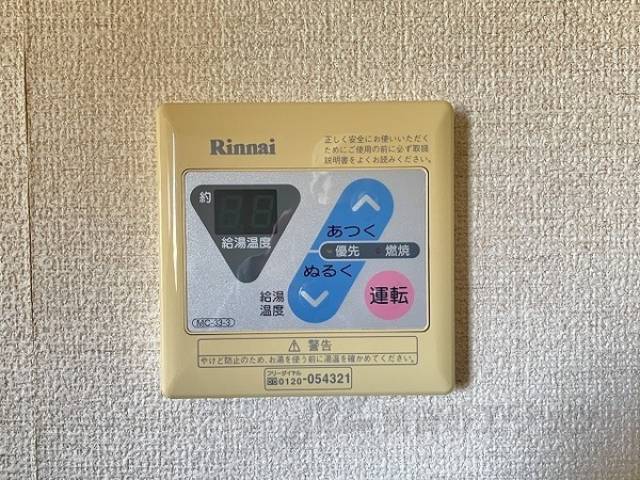 Rinnai
正しく安全にお使いいただく
ためにご使用の前に必ず取扱
説明書をよくお読みください。
約
給湯温度
あつく
優先
燃焼
ぬるく
給湯
温度
運転
MC-33-3
警告
やけど防止のため、お湯を使う前に湯温を確かめてください。
フリーダイヤル
0120-054321